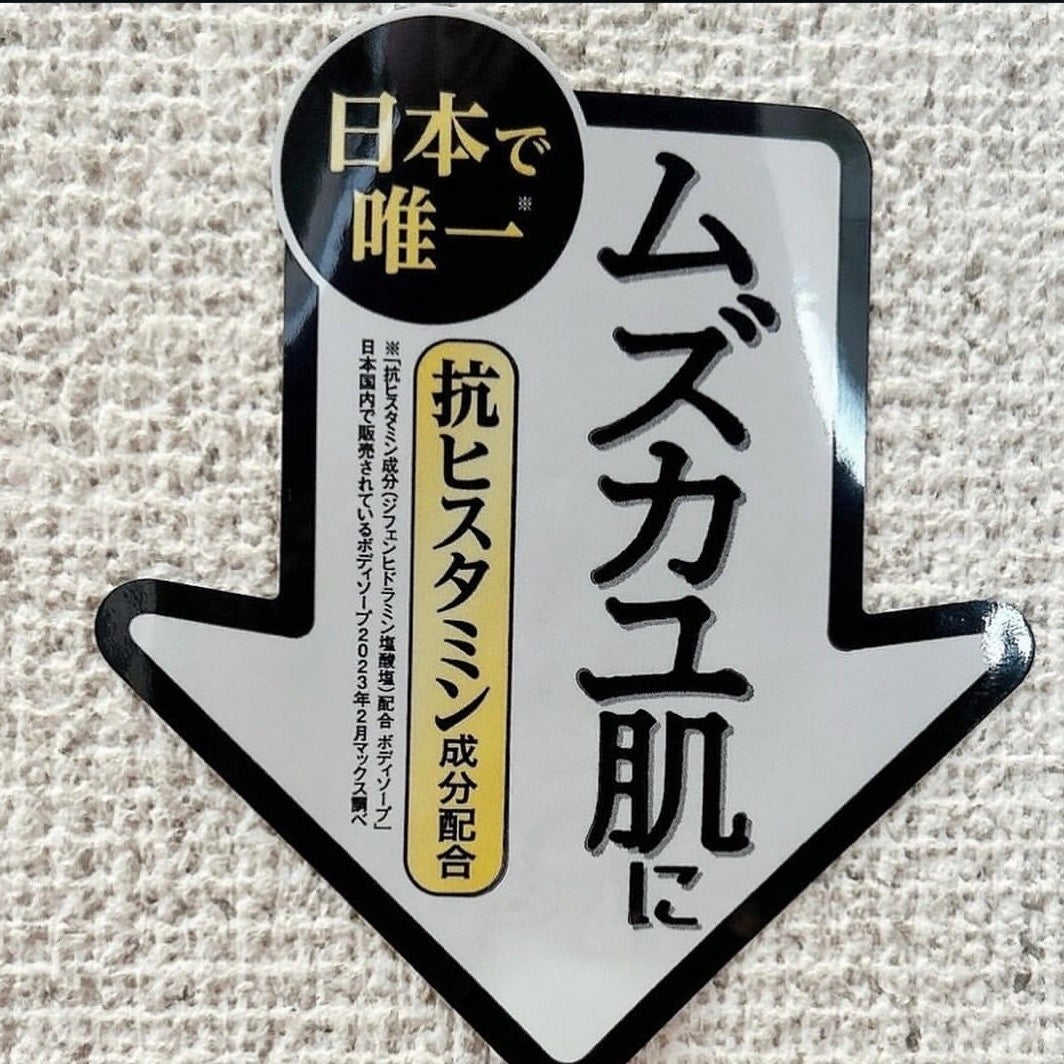 日本で
唯一※
ムズカユ肌に
抗ヒスタミン成分配合
※「抗ヒスタミン成分(ジフェンヒドラミン塩酸塩)配合 ボディソープ」
日本国内で販売されているボディソープ2023年2月マックス調べ